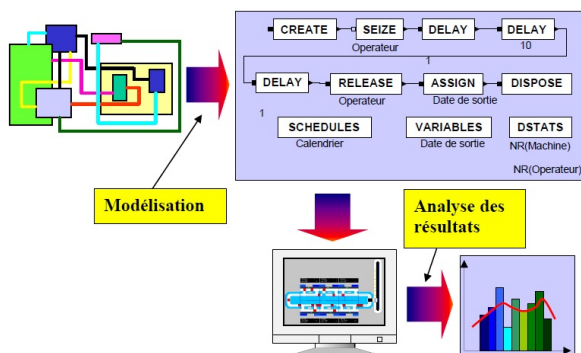 CREATE SEIZE DELAY DELAY
Operateur 1 10
DELAY RELEASE ASSIGN DISPOSE
1 Operateur Date de sortie
SCHEDULES VARIABLES DSTATS
Calendrier Date de sortie NR(Machine)
NR(Operateur)
Modélisation
Analyse des
résultats